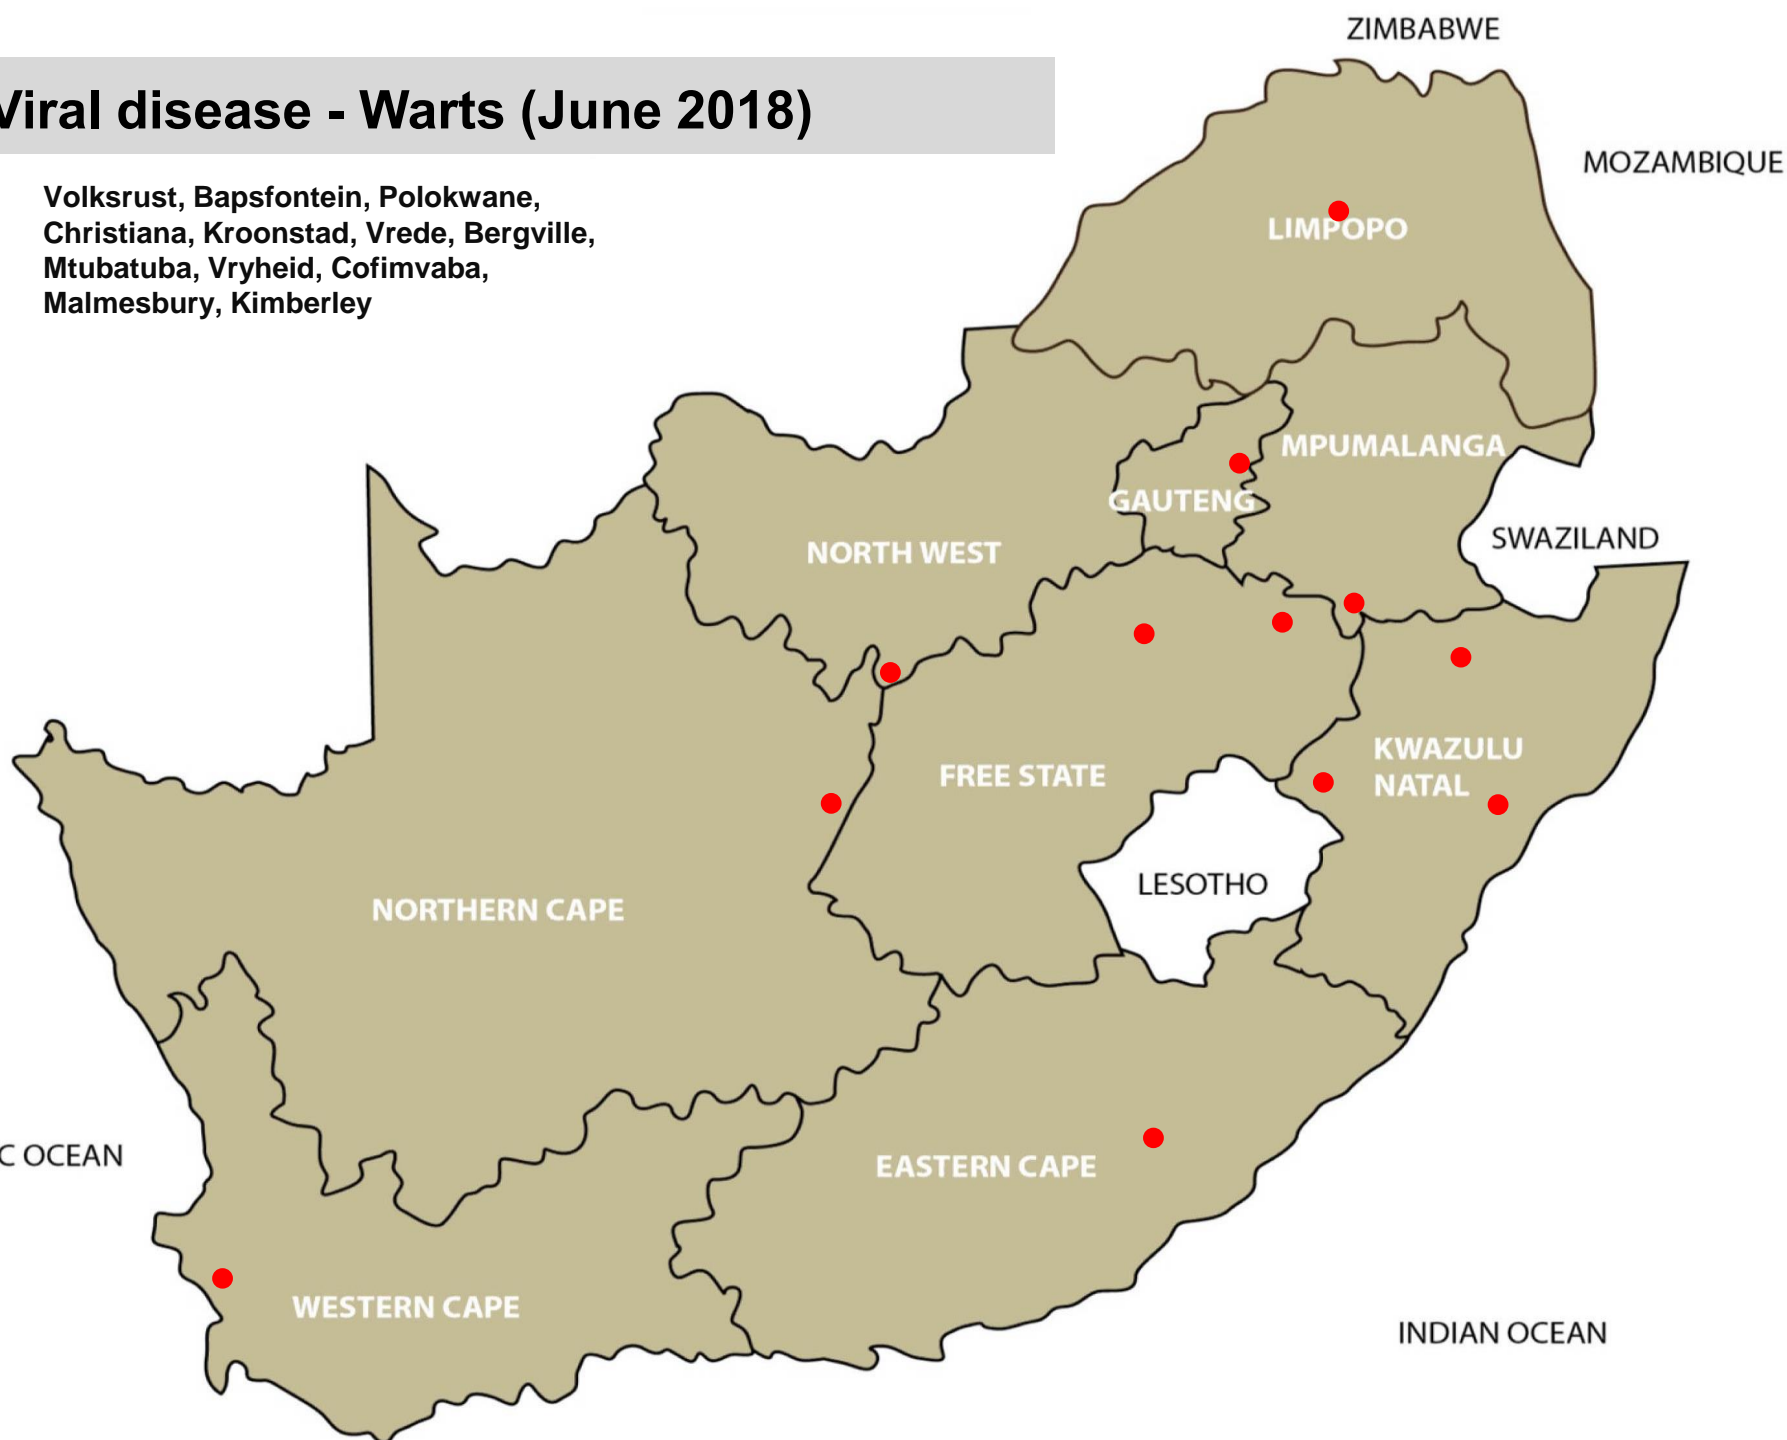 Viral disease - Warts (June 2018)
Volksrust, Bapsfontein, Polokwane,
Christiana, Kroonstad, Vrede, Bergville,
Mtubatuba, Vryheid, Cofimvaba,
Malmesbury, Kimberley
ZIMBABWE
MOZAMBIQUE
LIMPOPO
MPUMALANGA
GAUTENG
SWAZILAND
NORTH WEST
KWAZULU
NATAL
FREE STATE
LESOTHO
NORTHERN CAPE
C OCEAN
EASTERN CAPE
WESTERN CAPE
INDIAN OCEAN